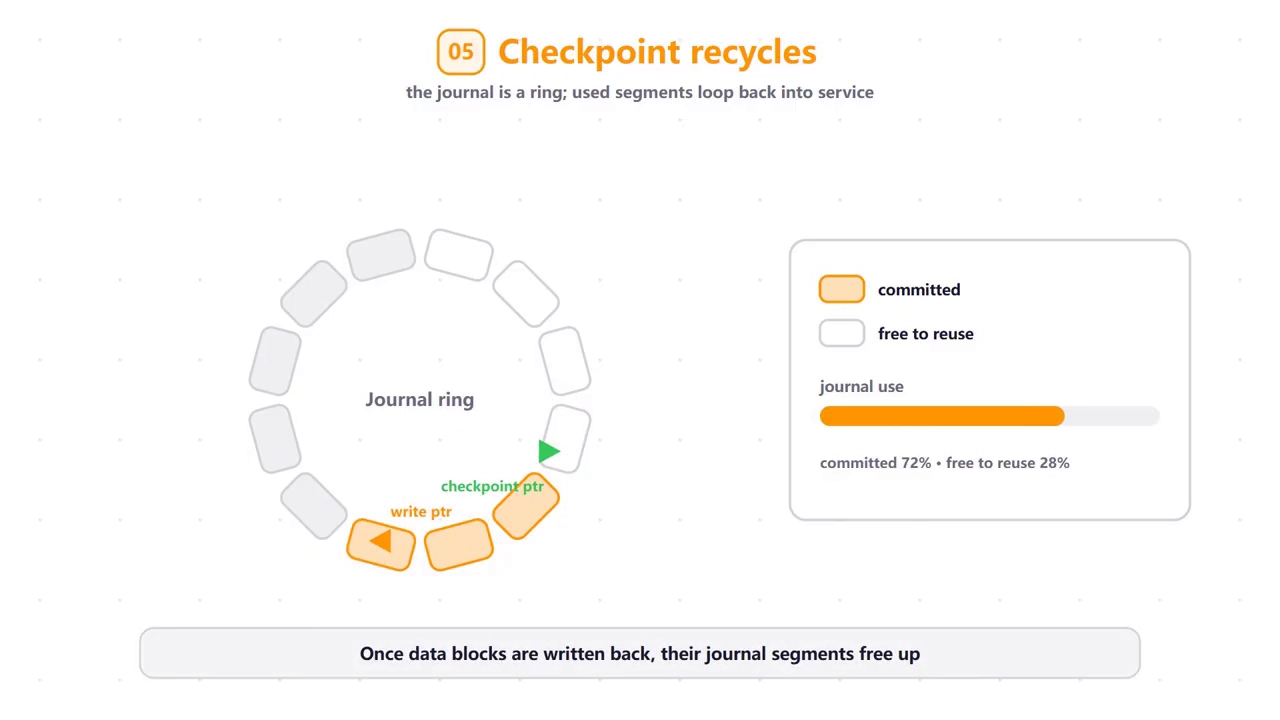 05 Checkpoint recycles
the journal is a ring; used segments loop back into service
Journal ring
checkpoint ptr
write ptr
committed
free to reuse
journal use
committed 72% • free to reuse 28%
Once data blocks are written back, their journal segments free up